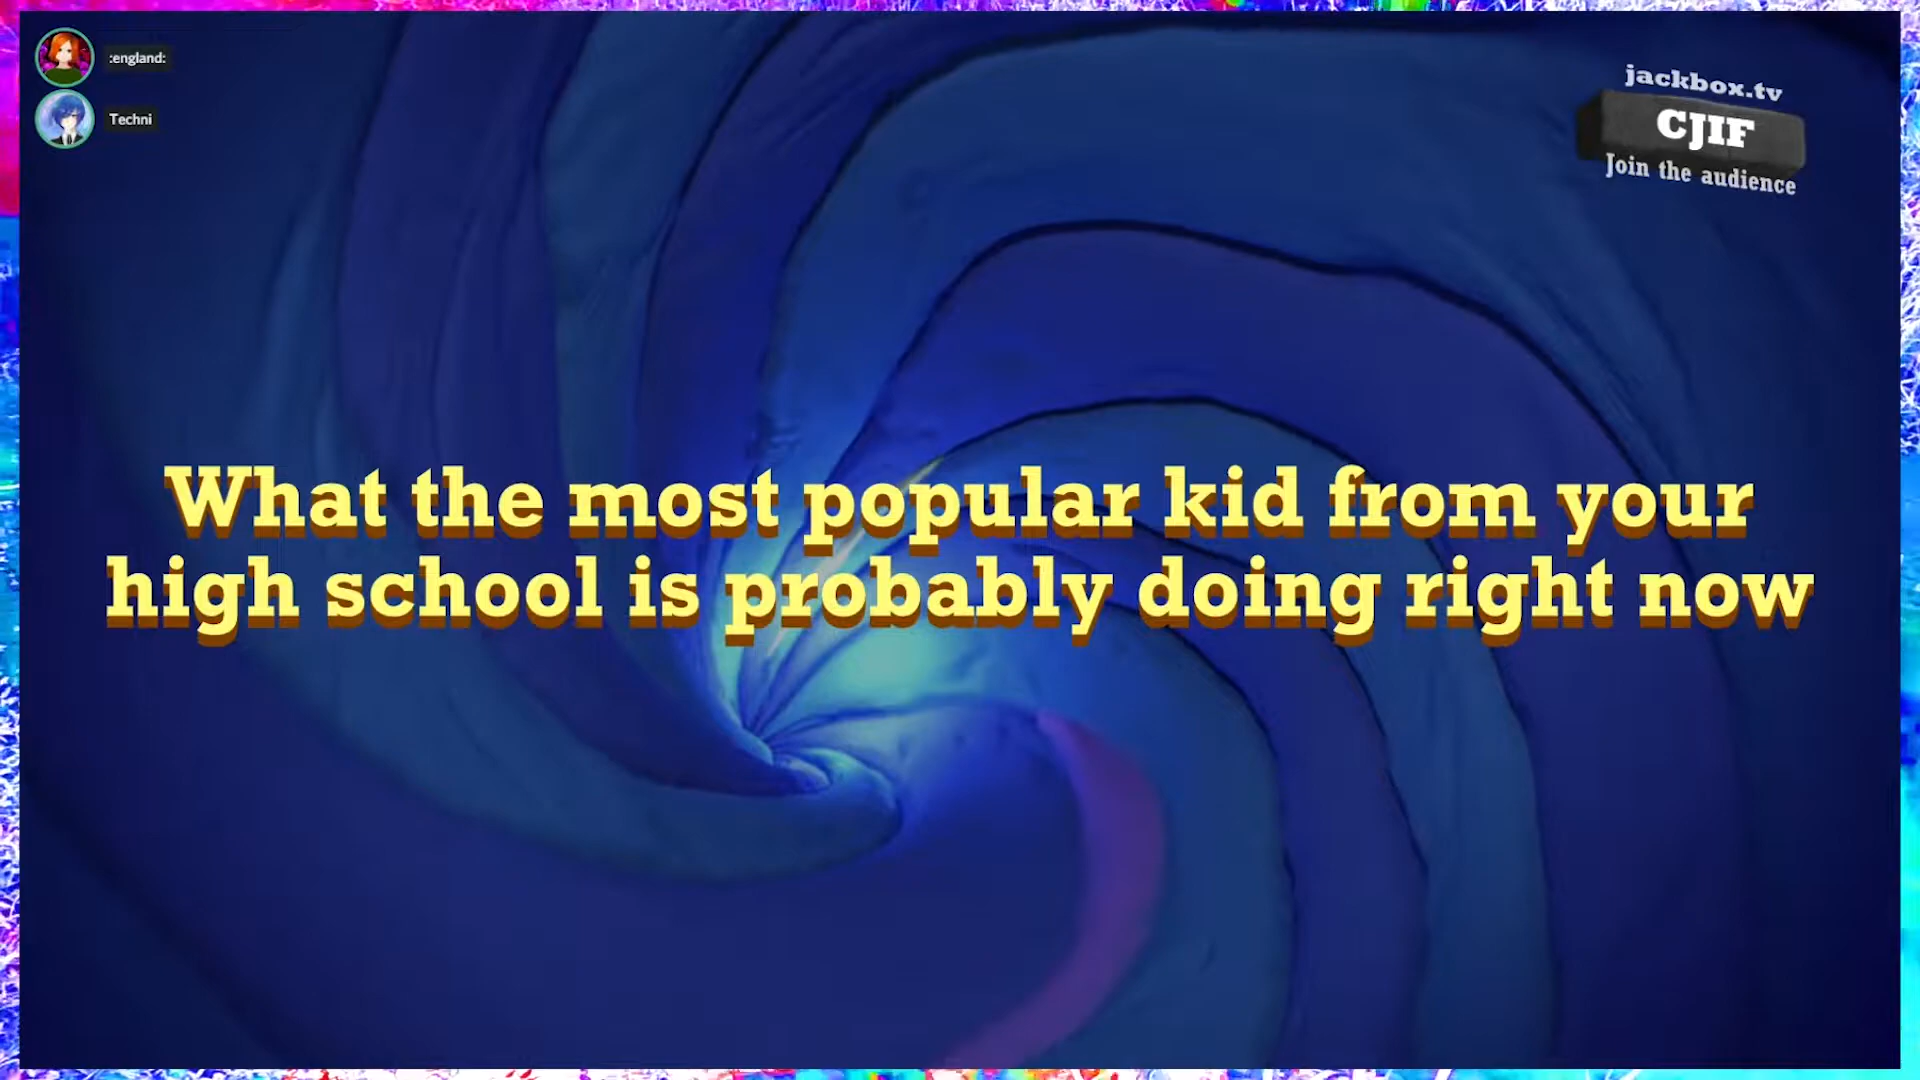 :england:
Techni
jackbox.tv
CJIF
Join the audience
What the most popular kid from your
high school is probably doing right now